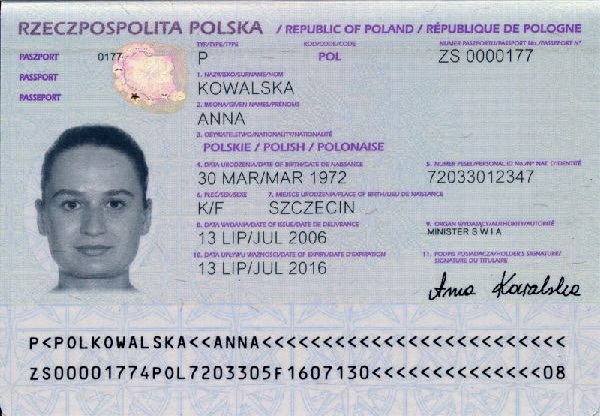 RZECZPOSPOLITA POLSKA / REPUBLIC OF POLAND / RÉPUBLIQUE DE POLOGNE
PASZPORT 0177 TYP/TYPE/TYPE KOD/CODE/CODE NUMER PASZPORTU/PASSPORT No./PASSEPORT N°
P POL ZS 0000177
PASSPORT
PASSEPORT
1. NAZWISKO/SURNAME/NOM
KOWALSKA
2. IMIONA/GIVEN NAMES/PRÉNOMS
ANNA
3. OBYWATELSTWO/NATIONALITY/NATIONALITÉ
POLSKIE / POLISH / POLONAISE
4. DATA URODZENIA/DATE OF BIRTH/DATE DE NAISSANCE 5. NUMER PESEL/PERSONAL ID No./N° NAT. D'IDENTITÉ
30 MAR/MAR 1972 72033012347
6. PŁEĆ/SEX/SEXE 7. MIEJSCE URODZENIA/PLACE OF BIRTH/LIEU DE NAISSANCE
K/F SZCZECIN
8. DATA WYDANIA/DATE OF ISSUE/DATE DE DÉLIVRANCE 9. ORGAN WYDAJĄCY/AUTHORITY/AUTORITÉ
13 LIP/JUL 2006 MINISTER S W I A
10. DATA UPŁYWU WAŻNOŚCI/DATE OF EXPIRY/DATE D'EXPIRATION 11. PODPIS POSIADACZA/HOLDER'S SIGNATURE/
SIGNATURE DU TITULAIRE
13 LIP/JUL 2016
Anna Kowalska
P<POLKOWALSKA<<ANNA<<<<<<<<<<<<<<<<<<<<<<<<<
ZS00001774POL7203305F1607130<<<<<<<<<<<<<<08